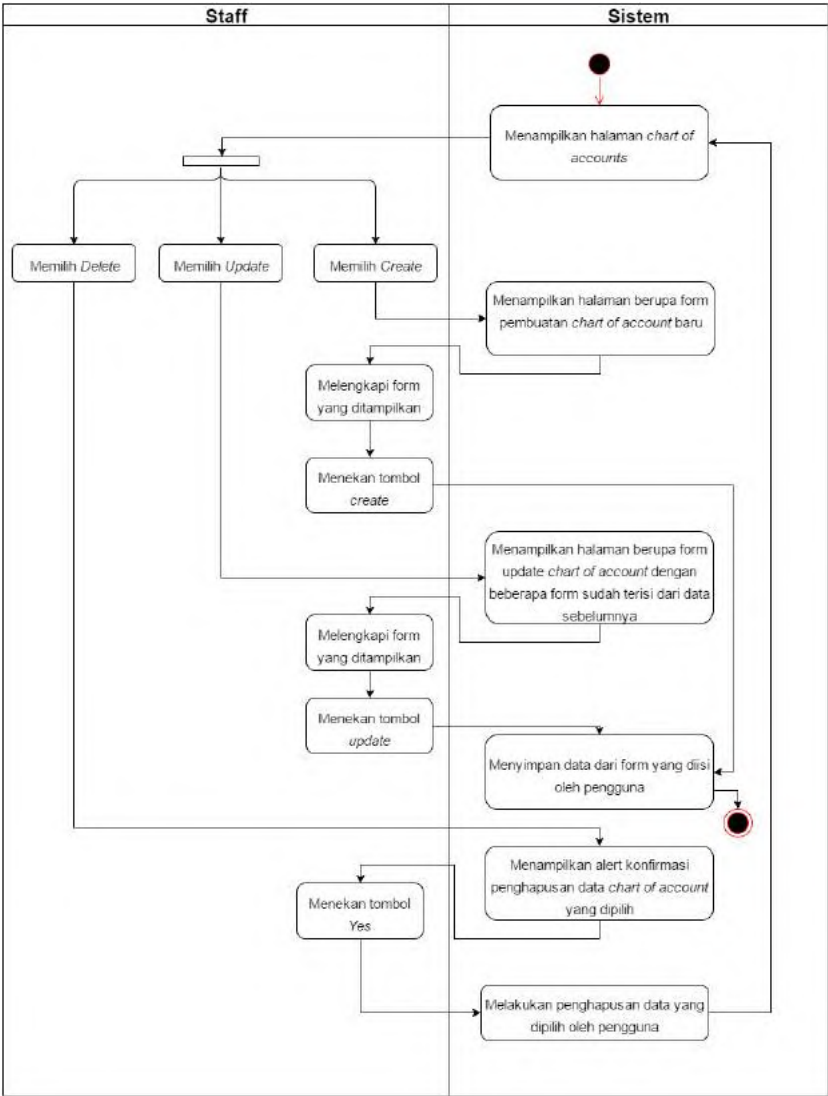 Staff
Sistem
Menampilkan halaman chart of
accounts
Memilih Delete
Memilih Update
Memilih Create
Menampilkan halaman berupa form
pembuatan chart of account baru
Melengkapi form
yang ditampilkan
Menekan tombol
create
Menampilkan halaman berupa form
update chart of account dengan
beberapa form sudah terisi dari data
sebelumnya
Melengkapi form
yang ditampilkan
Menekan tombol
update
Menyimpan data dari form yang diisi
oleh pengguna
Menampilkan alert konfirmasi
penghapusan data chart of account
yang dipilih
Menekan tombol
Yes
Melakukan penghapusan data yang
dipilih oleh pengguna